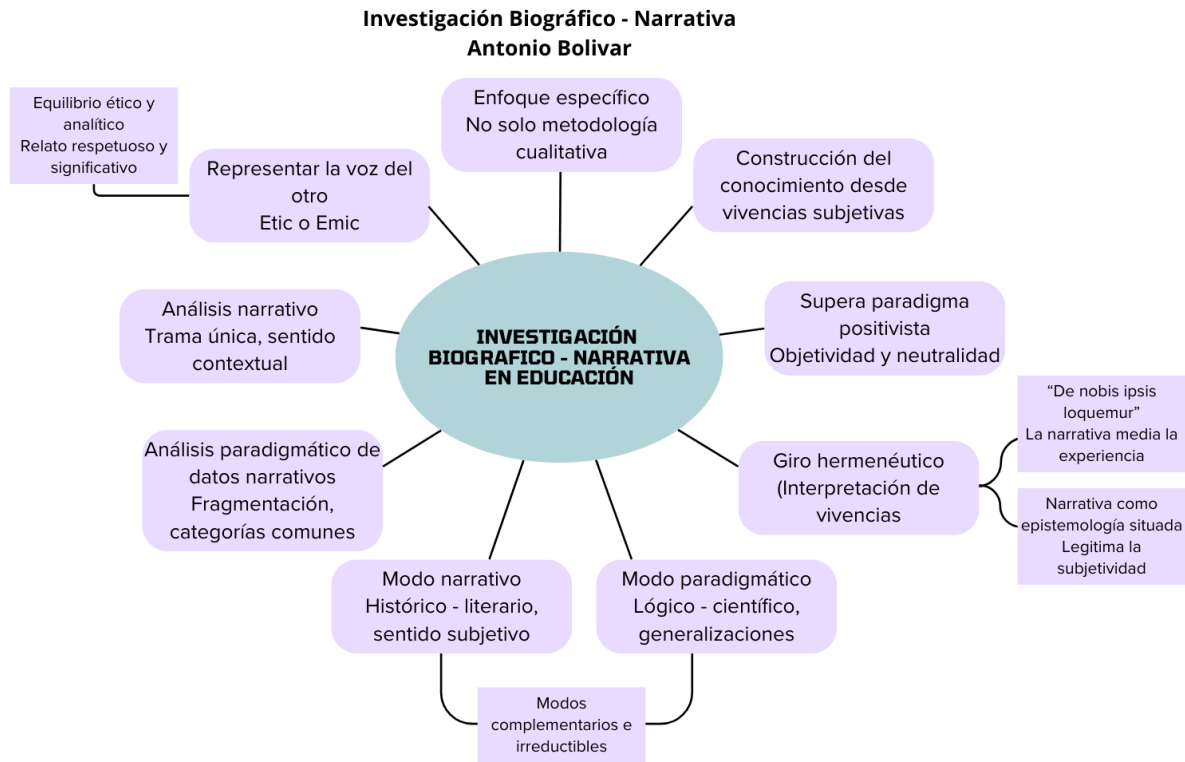 Investigación Biográfico - Narrativa
Antonio Bolivar
Equilibrio ético y
analítico
Relato respetuoso y
significativo
Representar la voz del
otro
Etic o Emic
Enfoque específico
No solo metodología
cualitativa
Construcción del
conocimiento desde
vivencias subjetivas
Análisis narrativo
Trama única, sentido
contextual
INVESTIGACIÓN
BIOGRAFICO - NARRATIVA
EN EDUCACIÓN
Supera paradigma
positivista
Objetividad y neutralidad
Análisis paradigmático de
datos narrativos
Fragmentación,
categorías comunes
Giro hermenéutico
(Interpretación de
vivencias
“De nobis ipsis
loquemur”
La narrativa media la
experiencia
Narrativa como
epistemología situada
Legitima la
subjetividad
Modo narrativo
Histórico - literario,
sentido subjetivo
Modo paradigmático
Lógico - científico,
generalizaciones
Modos
complementarios e
irreductibles